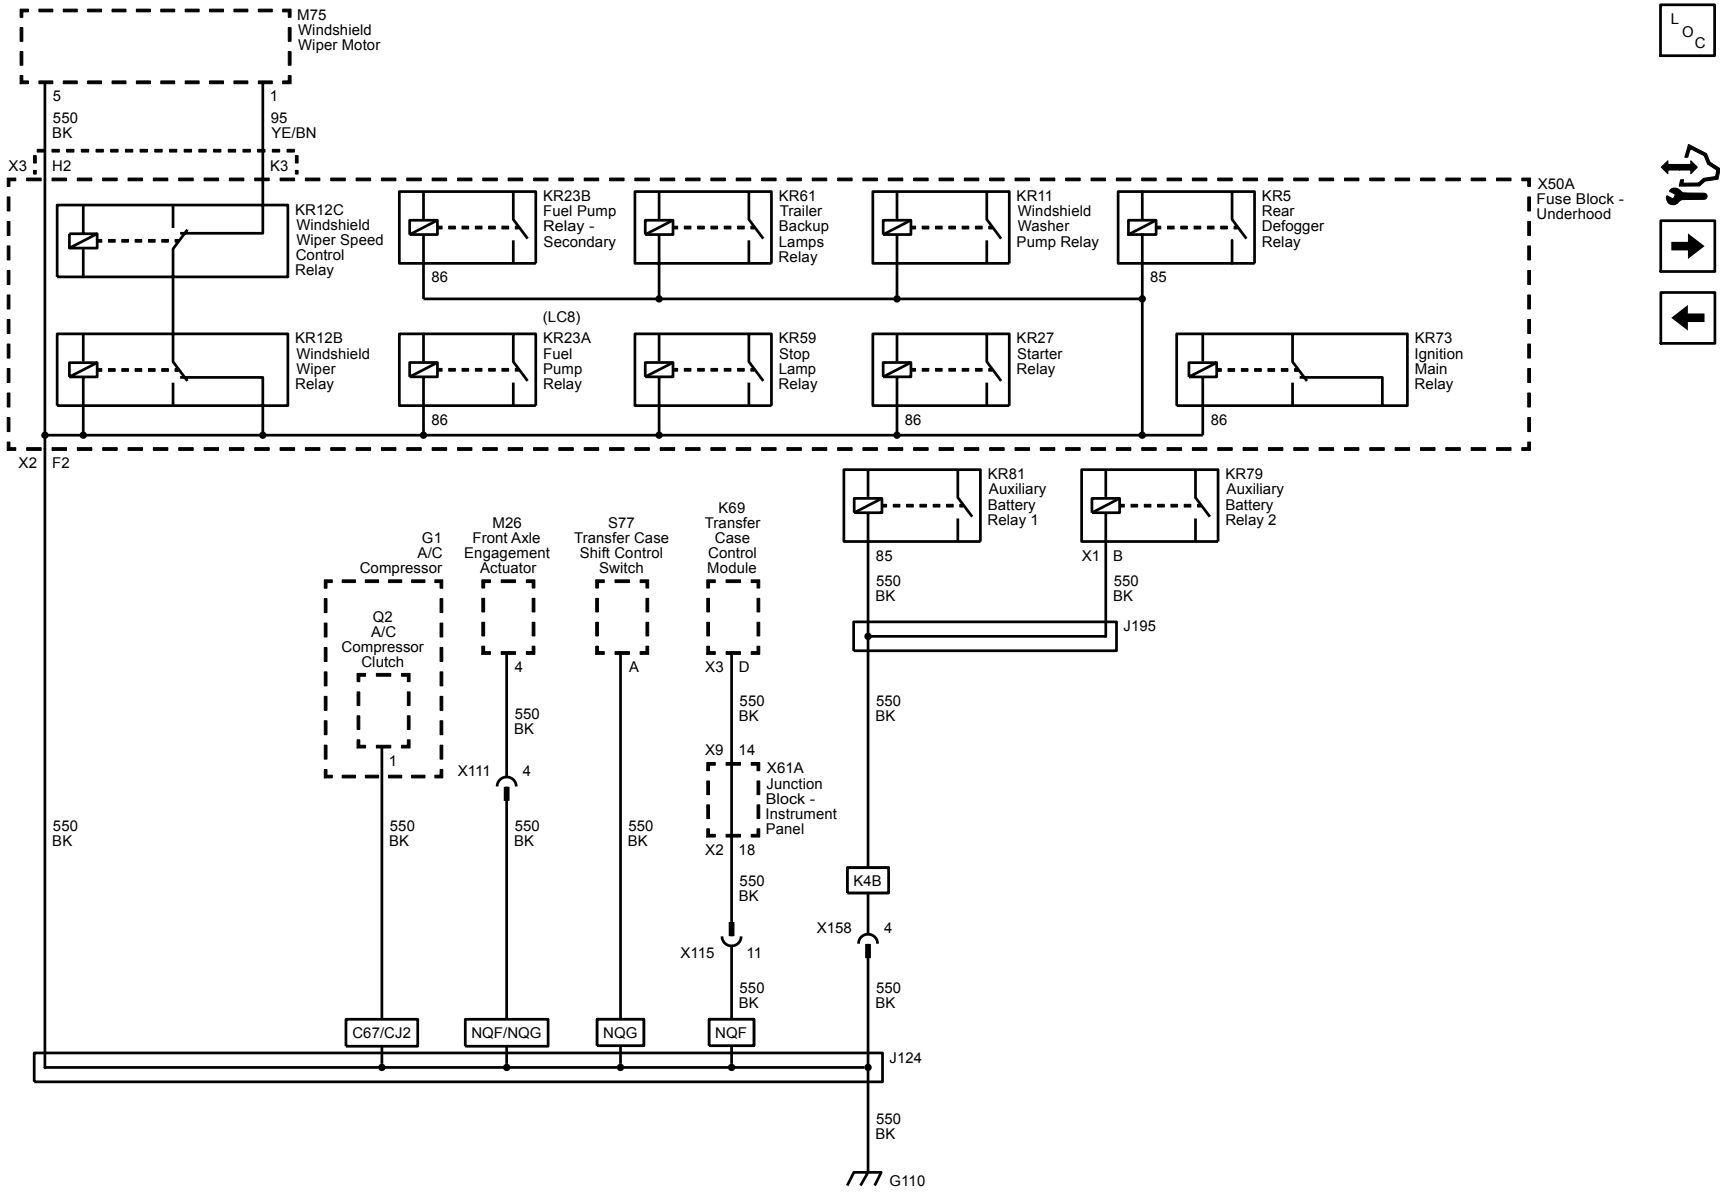 M75
Windshield
Wiper Motor
L
O
C
5
1
550
BK
95
YE/BN
X3
H2
K3
X50A
Fuse Block -
Underhood
KR12C
Windshield
Wiper Speed
Control
Relay
KR23B
Fuel Pump
Relay -
Secondary
KR61
Trailer
Backup
Lamps
Relay
KR11
Windshield
Washer
Pump Relay
KR5
Rear
Defogger
Relay
86
85
(LC8)
KR12B
Windshield
Wiper
Relay
KR23A
Fuel
Pump
Relay
KR59
Stop
Lamp
Relay
KR27
Starter
Relay
KR73
Ignition
Main
Relay
86
86
86
X2
F2
KR81
Auxiliary
Battery
Relay 1
KR79
Auxiliary
Battery
Relay 2
85
X1
B
550
BK
550
BK
J195
G1
A/C
Compressor
M26
Front Axle
Engagement
Actuator
S77
Transfer Case
Shift Control
Switch
K69
Transfer
Case
Control
Module
Q2
A/C
Compressor
Clutch
4
A
X3
D
550
BK
550
BK
550
BK
1
X111
4
X9
14
X61A
Junction
Block -
Instrument
Panel
550
BK
550
BK
550
BK
550
BK
X2
18
550
BK
K4B
X158
4
X115
11
550
BK
550
BK
C67/CJ2
NQF/NQG
NQG
NQF
J124
550
BK
G110